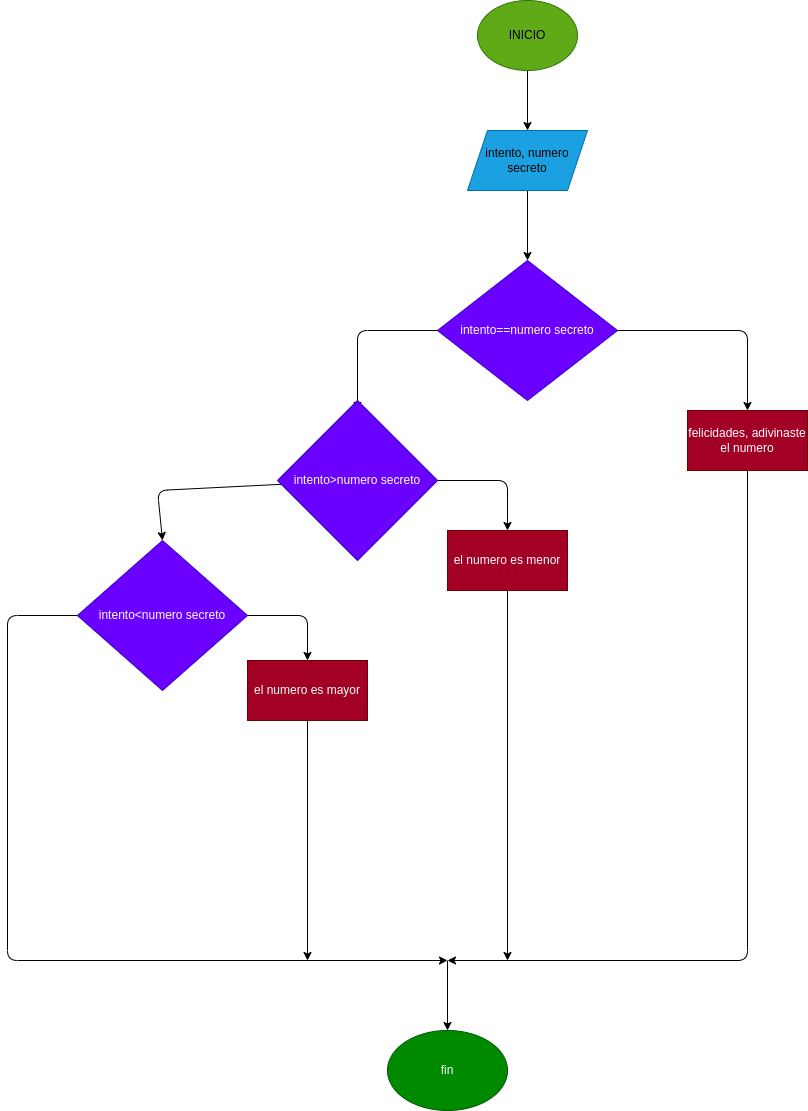 INICIO
intento, numero
secreto
intento==numero secreto
felicidades, adivinaste
el numero
intento>numero secreto
el numero es menor
intento<numero secreto
el numero es mayor
fin